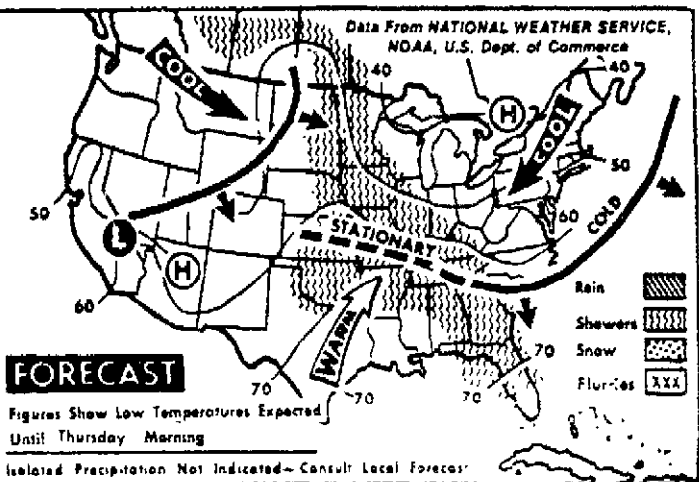 Data From NATIONAL WEATHER SERVICE,
NOAA, U.S. Dept. of Commerce
COOL
40
H
40
COOL
50
50
L
H
STATIONARY
60
COLD
60
WARM
70
70
70
70
Rain
Showers
Snow
Flurries
FORECAST
Figures Show Low Temperatures Expected
Until Thursday Morning
Isolated Precipitation Not Indicated – Consult Local Forecast